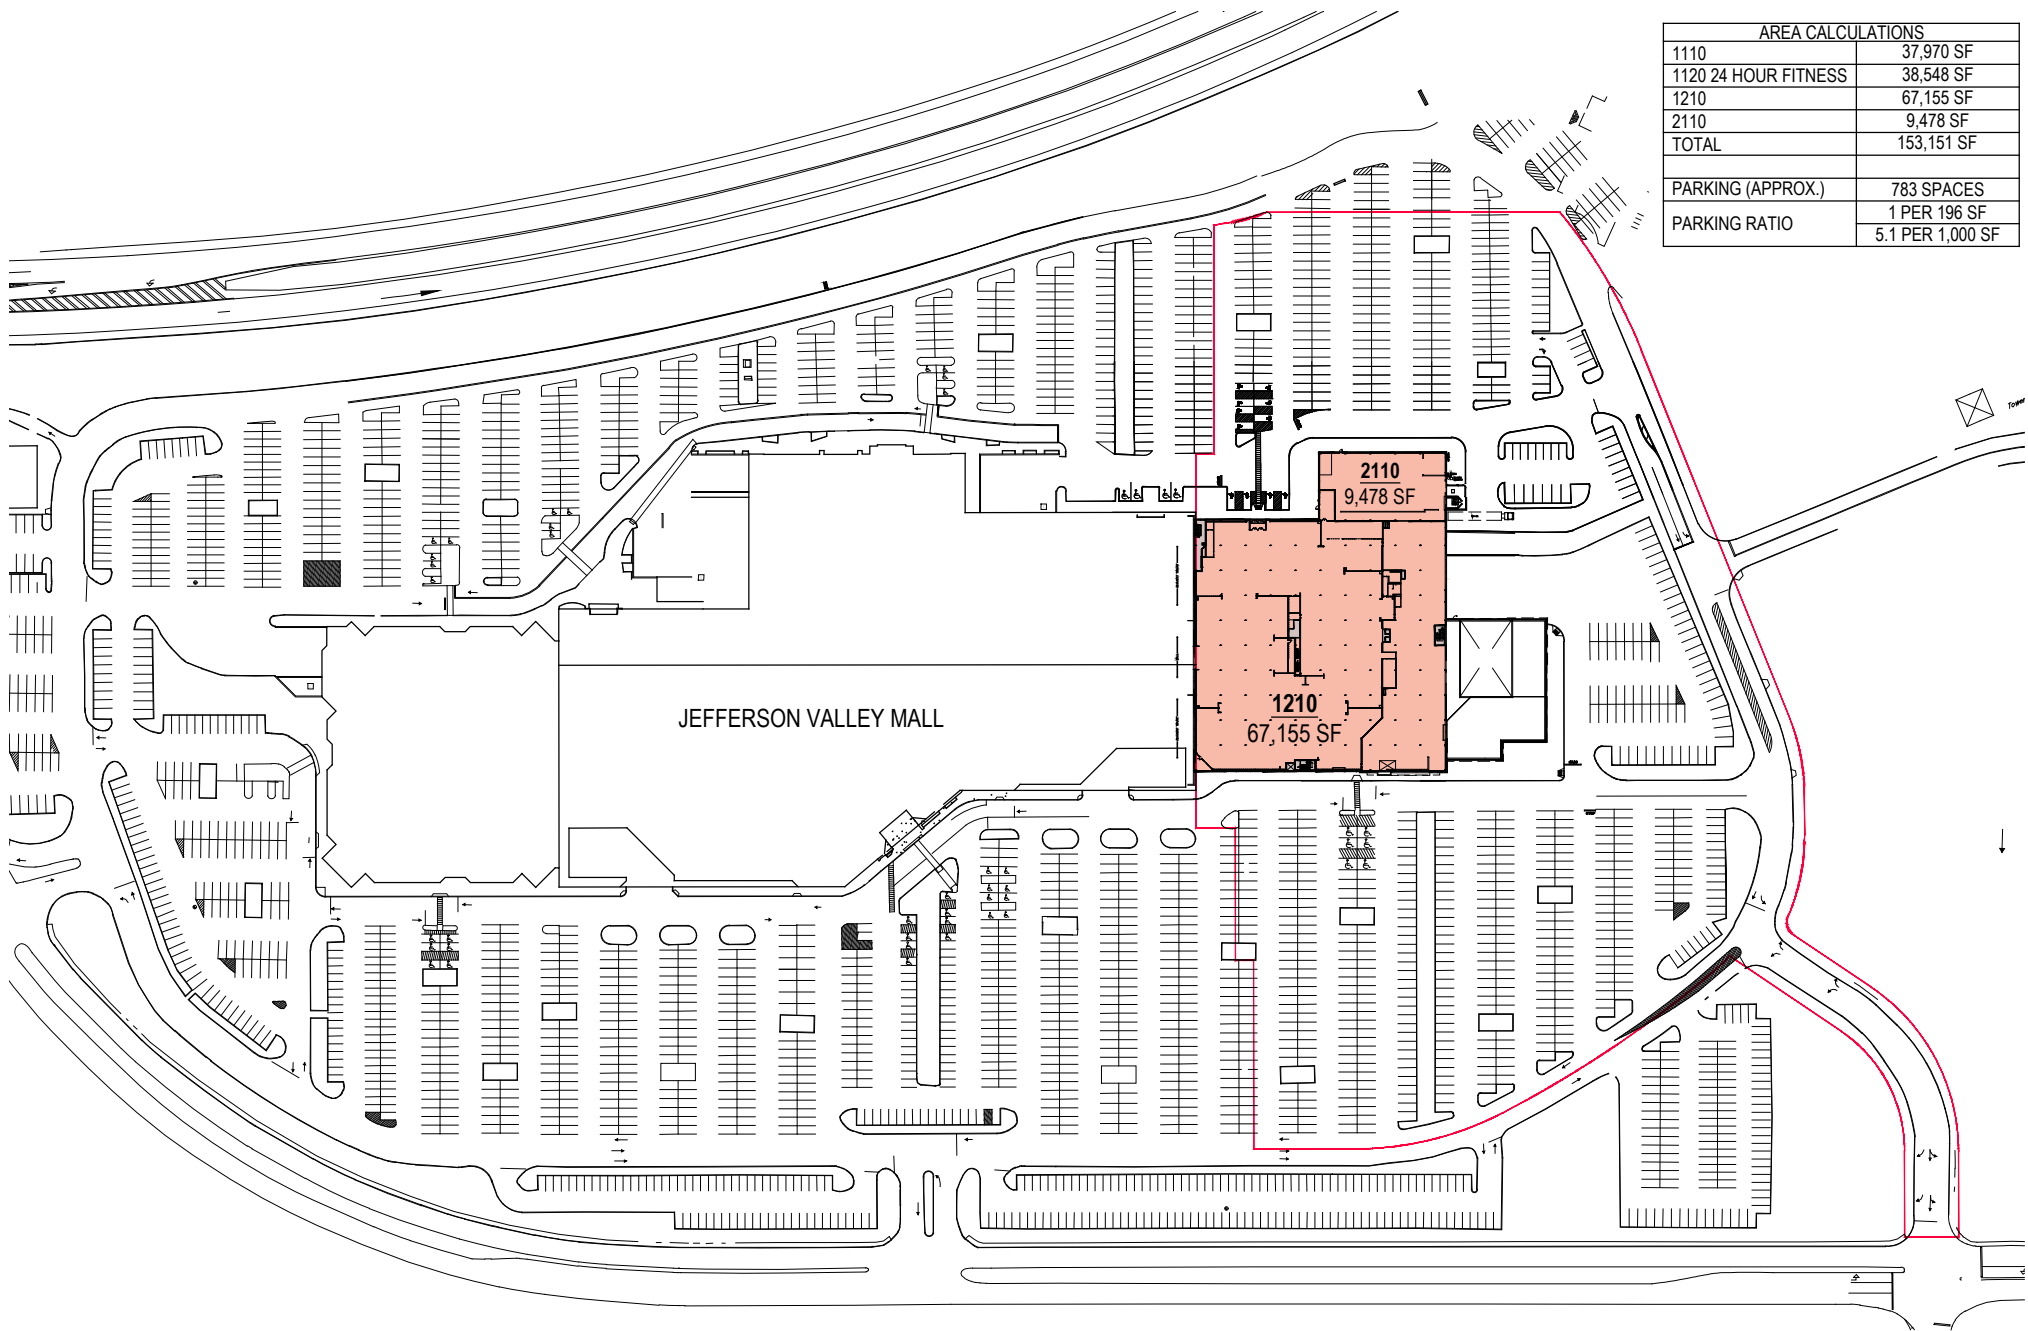 AREA CALCULATIONS
1110 37,970 SF
1120 24 HOUR FITNESS 38,548 SF
1210 67,155 SF
2110 9,478 SF
TOTAL 153,151 SF
PARKING (APPROX.) 783 SPACES
PARKING RATIO 1 PER 196 SF
5.1 PER 1,000 SF
Tower
2110
9,478 SF
JEFFERSON VALLEY MALL
1210
67,155 SF